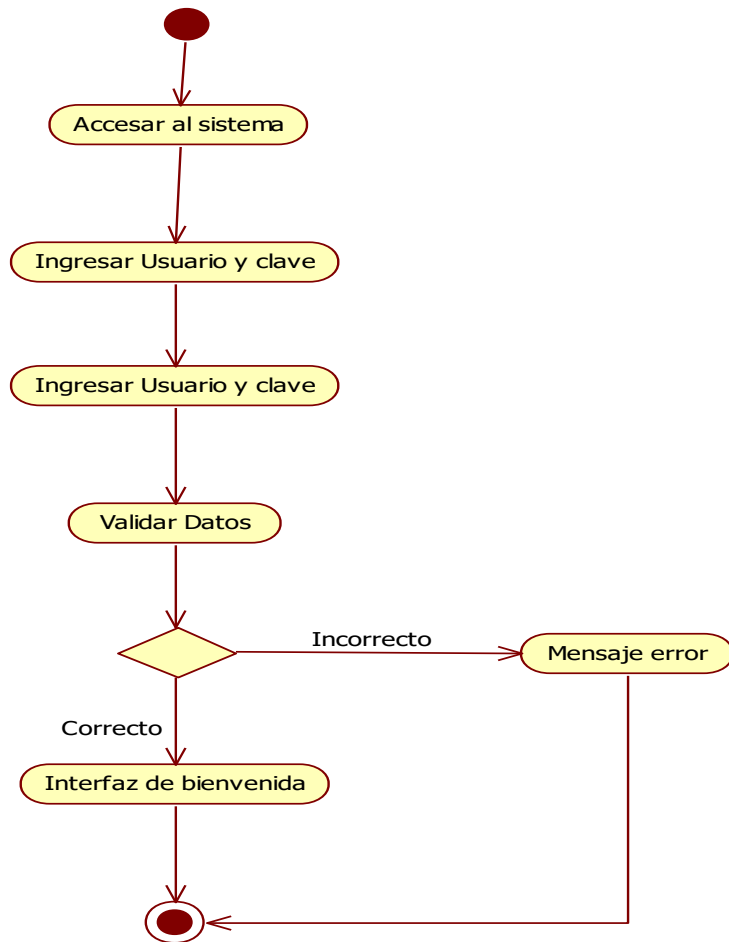 Accesar al sistema
Ingresar Usuario y clave
Ingresar Usuario y clave
Validar Datos
Incorrecto
Mensaje error
Correcto
Interfaz de bienvenida